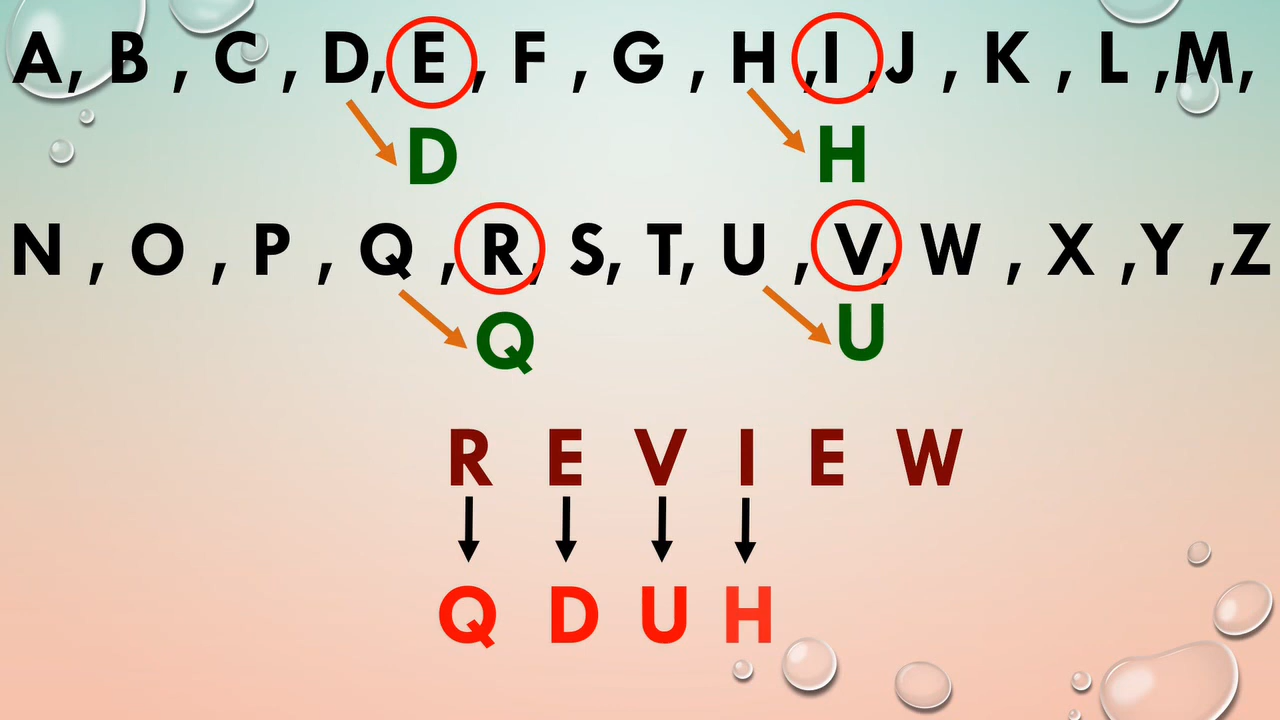 A, B , C , D, E , F , G , H , I , J , K , L , M,
D H
N , O , P , Q , R, S, T, U , V, W , X , Y , Z
Q U
R E V I E W
Q D U H